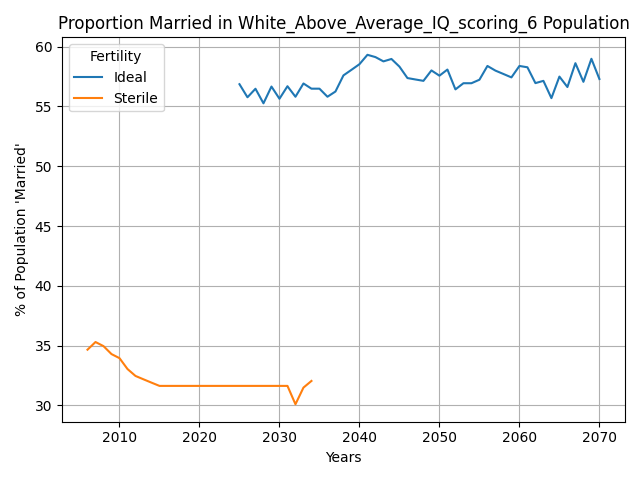 Proportion Married in White_Above_Average_IQ_scoring_6 Population
Fertility
Ideal
Sterile
% of Population 'Married'
60
55
50
45
40
35
30
2010 2020 2030 2040 2050 2060 2070
Years